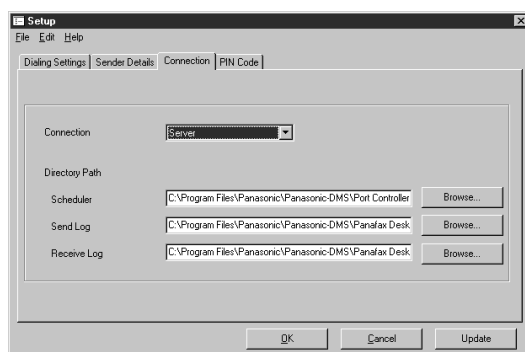 Setup
File Edit Help
Dialing Settings Sender Details Connection PIN Code
Connection Server
Directory Path
Scheduler C:\Program Files\Panasonic\Panasonic-DMS\Port Controller Browse...
Send Log C:\Program Files\Panasonic\Panasonic-DMS\Panafax Desk Browse...
Receive Log C:\Program Files\Panasonic\Panasonic-DMS\Panafax Desk Browse...
OK Cancel Update